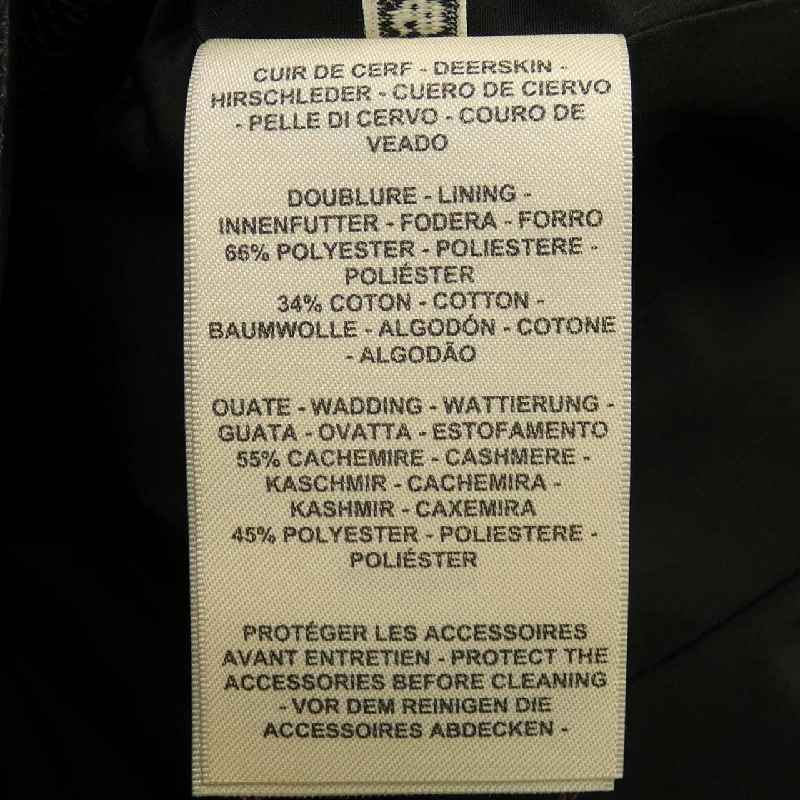 CUIR DE CERF - DEERSKIN -
HIRSCHLEDER - CUERO DE CIERVO
- PELLE DI CERVO - COURO DE
VEADO
DOUBLURE - LINING -
INNENFUTTER - FODERA - FORRO
66% POLYESTER - POLIESTERE -
POLIÉSTER
34% COTON - COTTON -
BAUMWOLLE - ALGODÓN - COTONE
- ALGODÃO
OUATE - WADDING - WATTIERUNG -
GUATA - OVATTA - ESTOFAMENTO
55% CACHEMIRE - CASHMERE -
KASCHMIR - CACHEMIRA -
KASHMIR - CAXEMIRA
45% POLYESTER - POLIESTERE -
POLIÉSTER
PROTÉGER LES ACCESSOIRES
AVANT ENTRETIEN - PROTECT THE
ACCESSORIES BEFORE CLEANING
- VOR DEM REINIGEN DIE
ACCESSOIRES ABDECKEN -